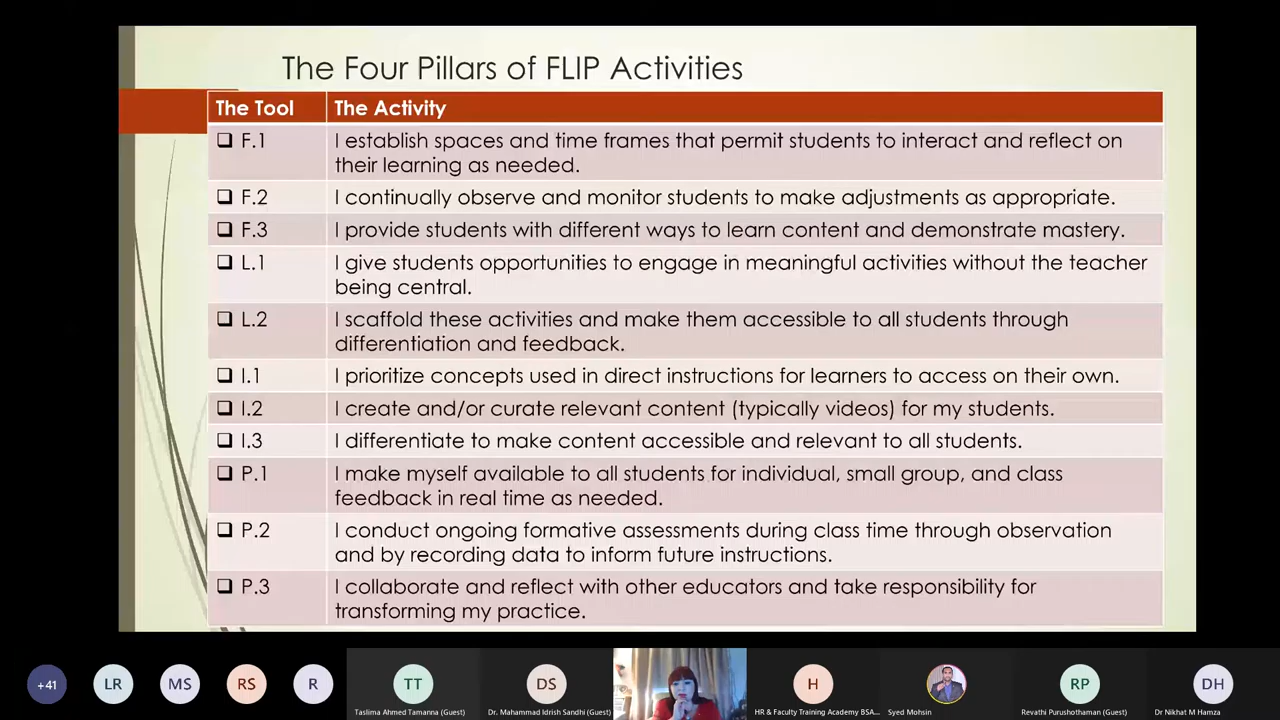 The Four Pillars of FLIP Activities
The Tool The Activity
F.1 I establish spaces and time frames that permit students to interact and reflect on
their learning as needed.
F.2 I continually observe and monitor students to make adjustments as appropriate.
F.3 I provide students with different ways to learn content and demonstrate mastery.
L.1 I give students opportunities to engage in meaningful activities without the teacher
being central.
L.2 I scaffold these activities and make them accessible to all students through
differentiation and feedback.
I.1 I prioritize concepts used in direct instructions for learners to access on their own.
I.2 I create and/or curate relevant content (typically videos) for my students.
I.3 I differentiate to make content accessible and relevant to all students.
P.1 I make myself available to all students for individual, small group, and class
feedback in real time as needed.
P.2 I conduct ongoing formative assessments during class time through observation
and by recording data to inform future instructions.
P.3 I collaborate and reflect with other educators and take responsibility for
transforming my practice.
+41 LR MS RS R TT DS H RP DH
Taslima Ahmed Tamanna (Guest) Dr. Mahammad Idrish Sandhi (Guest) HR & Faculty Training Academy BSA... Syed Mohsin Revathi Purushothaman (Guest) Dr Nikhat M Hamza